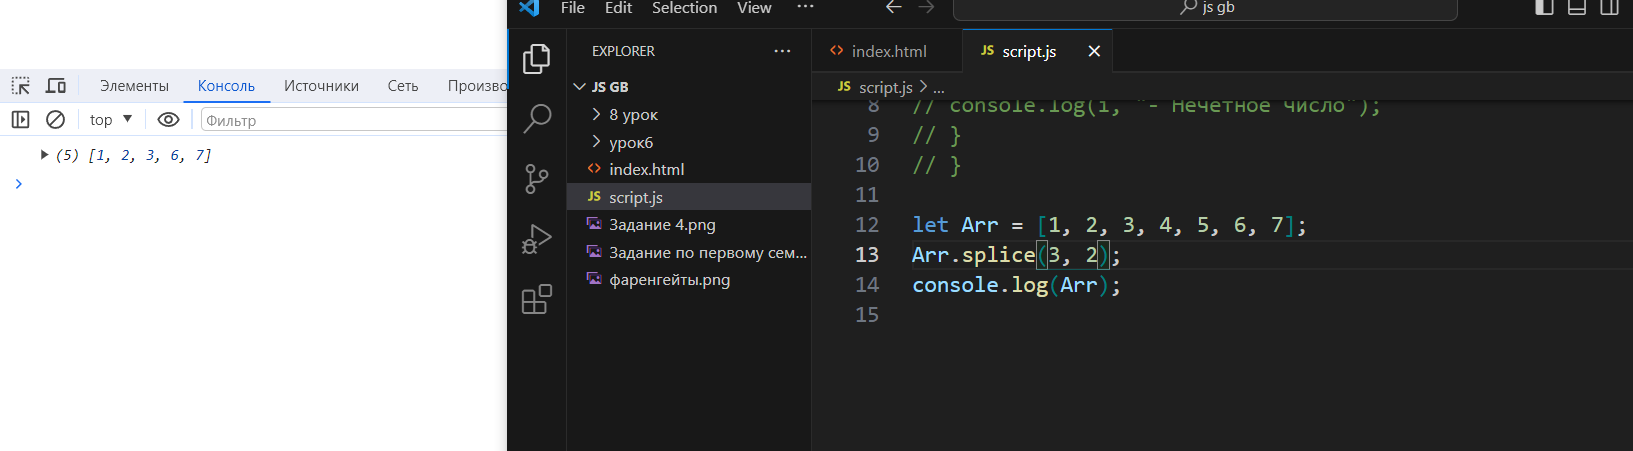 Элементы Консоль Источники Сеть Произво
top Фильтр
(5) [1, 2, 3, 6, 7]
File Edit Selection View ...
js gb
EXPLORER ...
JS GB
8 урок
урок6
index.html
JS script.js
Задание 4.png
Задание по первому сем...
фаренгейты.png
index.html JS script.js
JS script.js > ...
8 // console.log(i, "- Нечетное число");
9 // }
10 // }
11
12 let Arr = [1, 2, 3, 4, 5, 6, 7];
13 Arr.splice(3, 2);
14 console.log(Arr);
15